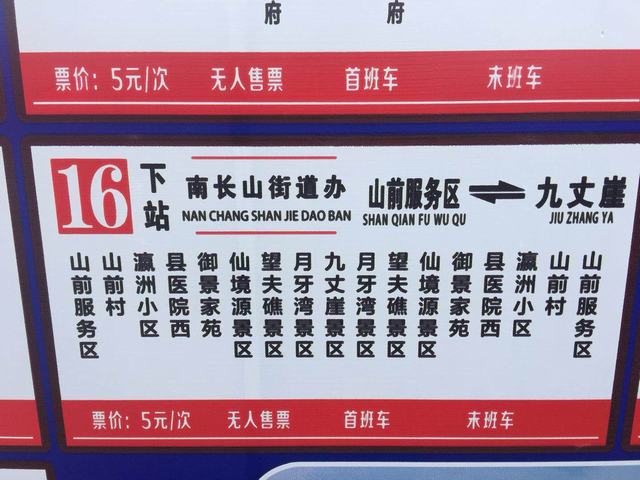 府 府
票价：5元/次 无人售票 首班车 末班车
16 下站 南长山街道办 山前服务区 ⇌ 九丈崖
NAN CHANG SHAN JIE DAO BAN SHAN QIAN FU WU QU JIU ZHANG YA
山前服务区
山前村
瀛洲小区
县医院西
御景家苑
仙境源景区
望夫礁景区
月牙湾景区
九丈崖景区
月牙湾景区
望夫礁景区
仙境源景区
御景家苑
县医院西
瀛洲小区
山前村
山前服务区
票价：5元/次 无人售票 首班车 末班车